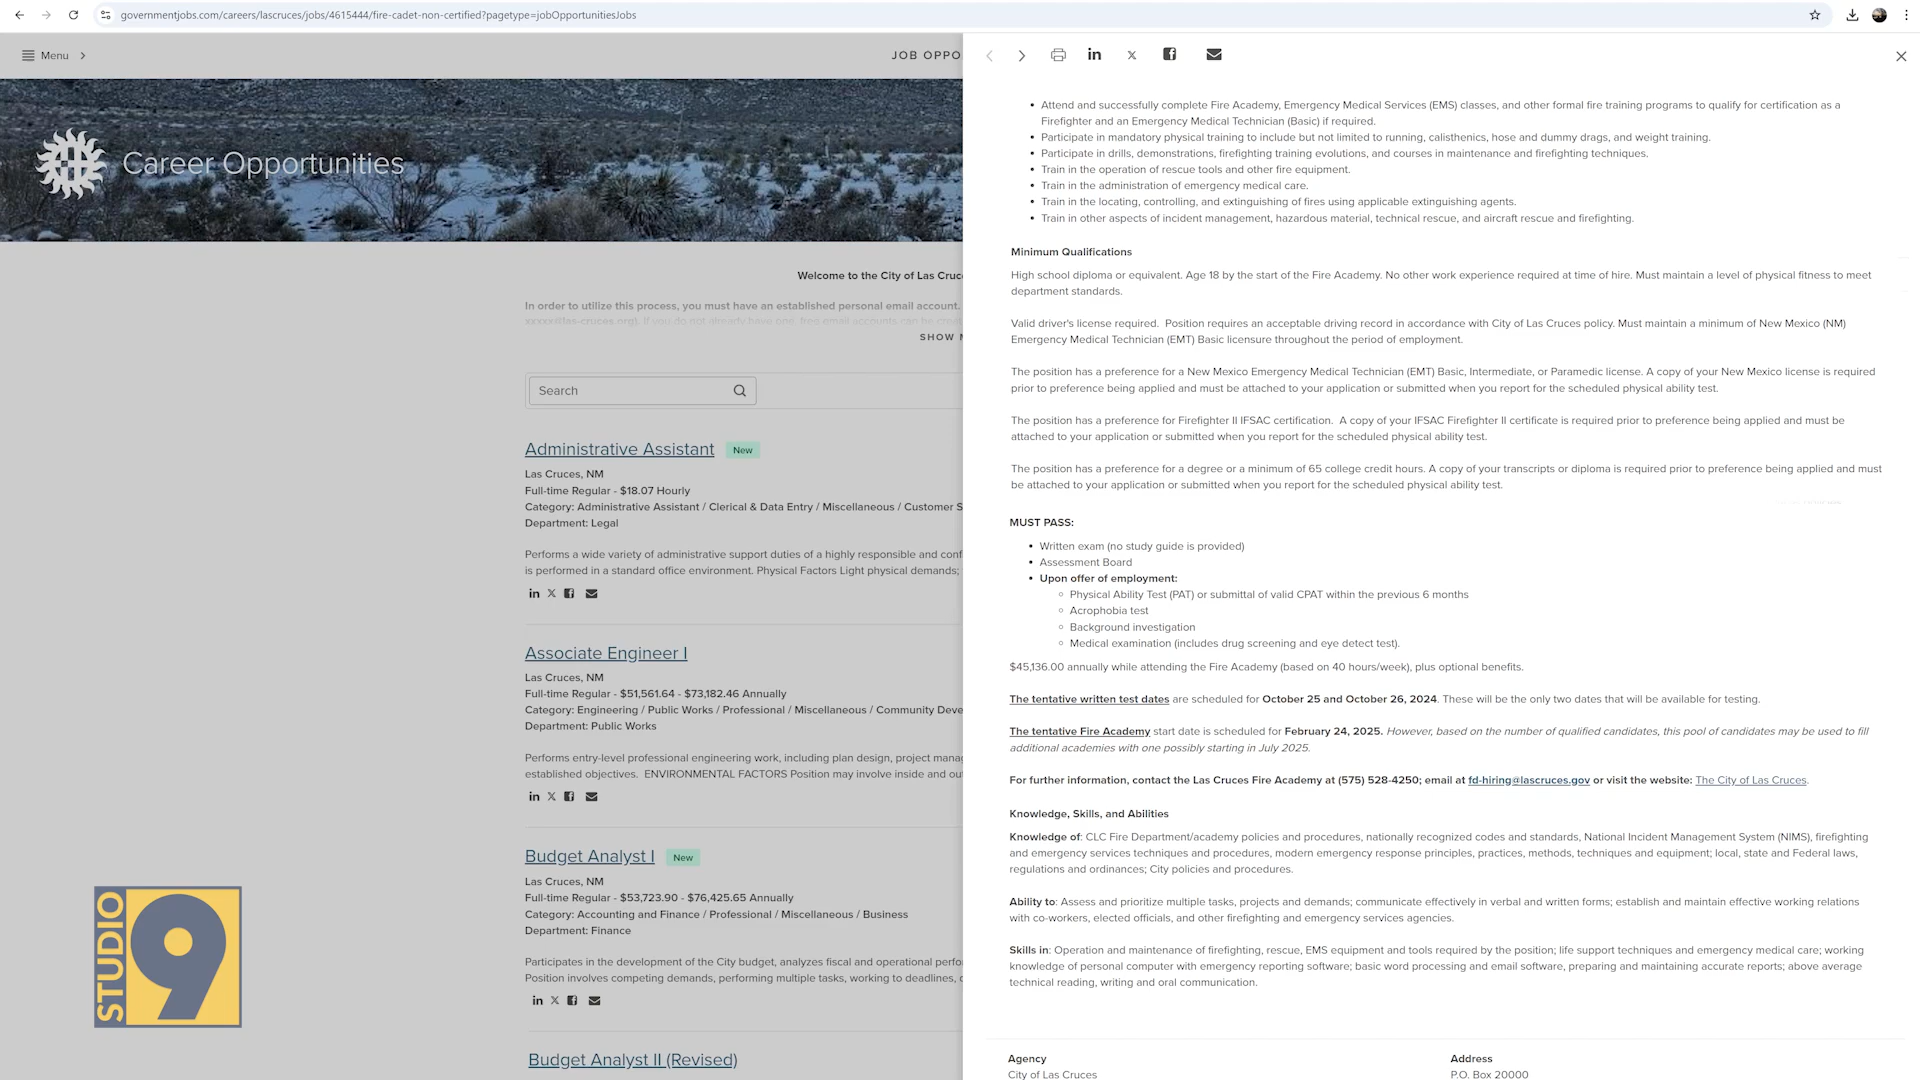 governmentjobs.com/careers/lascruces/jobs/4615444/fire-cadet-non-certified?pagetype=jobOpportunitiesJobs
Menu
JOB OPPO
Career Opportunities
Welcome to the City of Las Cruc
In order to utilize this process, you must have an established personal email account.
SHOW
Search
Administrative Assistant New
Las Cruces, NM
Full-time Regular - $18.07 Hourly
Category: Administrative Assistant / Clerical & Data Entry / Miscellaneous / Customer S
Department: Legal
Performs a wide variety of administrative support duties of a highly responsible and conf
is performed in a standard office environment. Physical Factors Light physical demands;
Associate Engineer I
Las Cruces, NM
Full-time Regular - $51,561.64 - $73,182.46 Annually
Category: Engineering / Public Works / Professional / Miscellaneous / Community Deve
Department: Public Works
Performs entry-level professional engineering work, including plan design, project manag
established objectives. ENVIRONMENTAL FACTORS Position may involve inside and out
Budget Analyst I New
Las Cruces, NM
Full-time Regular - $53,723.90 - $76,425.65 Annually
Category: Accounting and Finance / Professional / Miscellaneous / Business
Department: Finance
Participates in the development of the City budget, analyzes fiscal and operational perfo
Position involves competing demands, performing multiple tasks, working to deadlines, c
Budget Analyst II (Revised)
STUDIO 9
• Attend and successfully complete Fire Academy, Emergency Medical Services (EMS) classes, and other formal fire training programs to qualify for certification as a
Firefighter and an Emergency Medical Technician (Basic) if required.
• Participate in mandatory physical training to include but not limited to running, calisthenics, hose and dummy drags, and weight training.
• Participate in drills, demonstrations, firefighting training evolutions, and courses in maintenance and firefighting techniques.
• Train in the operation of rescue tools and other fire equipment.
• Train in the administration of emergency medical care.
• Train in the locating, controlling, and extinguishing of fires using applicable extinguishing agents.
• Train in other aspects of incident management, hazardous material, technical rescue, and aircraft rescue and firefighting.
Minimum Qualifications
High school diploma or equivalent. Age 18 by the start of the Fire Academy. No other work experience required at time of hire. Must maintain a level of physical fitness to meet
department standards.
Valid driver's license required. Position requires an acceptable driving record in accordance with City of Las Cruces policy. Must maintain a minimum of New Mexico (NM)
Emergency Medical Technician (EMT) Basic licensure throughout the period of employment.
The position has a preference for a New Mexico Emergency Medical Technician (EMT) Basic, Intermediate, or Paramedic license. A copy of your New Mexico license is required
prior to preference being applied and must be attached to your application or submitted when you report for the scheduled physical ability test.
The position has a preference for Firefighter II IFSAC certification. A copy of your IFSAC Firefighter II certificate is required prior to preference being applied and must be
attached to your application or submitted when you report for the scheduled physical ability test.
The position has a preference for a degree or a minimum of 65 college credit hours. A copy of your transcripts or diploma is required prior to preference being applied and must
be attached to your application or submitted when you report for the scheduled physical ability test.
MUST PASS:
• Written exam (no study guide is provided)
• Assessment Board
• Upon offer of employment:
◦ Physical Ability Test (PAT) or submittal of valid CPAT within the previous 6 months
◦ Acrophobia test
◦ Background investigation
◦ Medical examination (includes drug screening and eye detect test).
$45,136.00 annually while attending the Fire Academy (based on 40 hours/week), plus optional benefits.
The tentative written test dates are scheduled for October 25 and October 26, 2024. These will be the only two dates that will be available for testing.
The tentative Fire Academy start date is scheduled for February 24, 2025. However, based on the number of qualified candidates, this pool of candidates may be used to fill
additional academies with one possibly starting in July 2025.
For further information, contact the Las Cruces Fire Academy at (575) 528-4250; email at fd-hiring@lascruces.gov or visit the website: The City of Las Cruces.
Knowledge, Skills, and Abilities
Knowledge of: CLC Fire Department/academy policies and procedures, nationally recognized codes and standards, National Incident Management System (NIMS), firefighting
and emergency services techniques and procedures, modern emergency response principles, practices, methods, techniques and equipment; local, state and Federal laws,
regulations and ordinances; City policies and procedures.
Ability to: Assess and prioritize multiple tasks, projects and demands; communicate effectively in verbal and written forms; establish and maintain effective working relations
with co-workers, elected officials, and other firefighting and emergency services agencies.
Skills in: Operation and maintenance of firefighting, rescue, EMS equipment and tools required by the position; life support techniques and emergency medical care; working
knowledge of personal computer with emergency reporting software; basic word processing and email software, preparing and maintaining accurate reports; above average
technical reading, writing and oral communication.
Agency
City of Las Cruces
Address
P.O. Box 20000